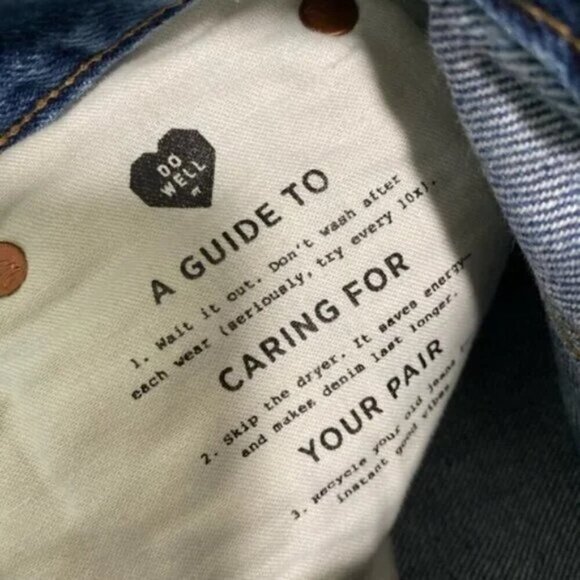 DO
WELL
A GUIDE TO
1. Wait it out. Don't wash after
each wear (seriously, try every 10x).
CARING FOR
2. Skip the dryer. It saves energy—
and makes denim last longer.
YOUR PAIR
3. Recycle your old jeans
instant good vibes